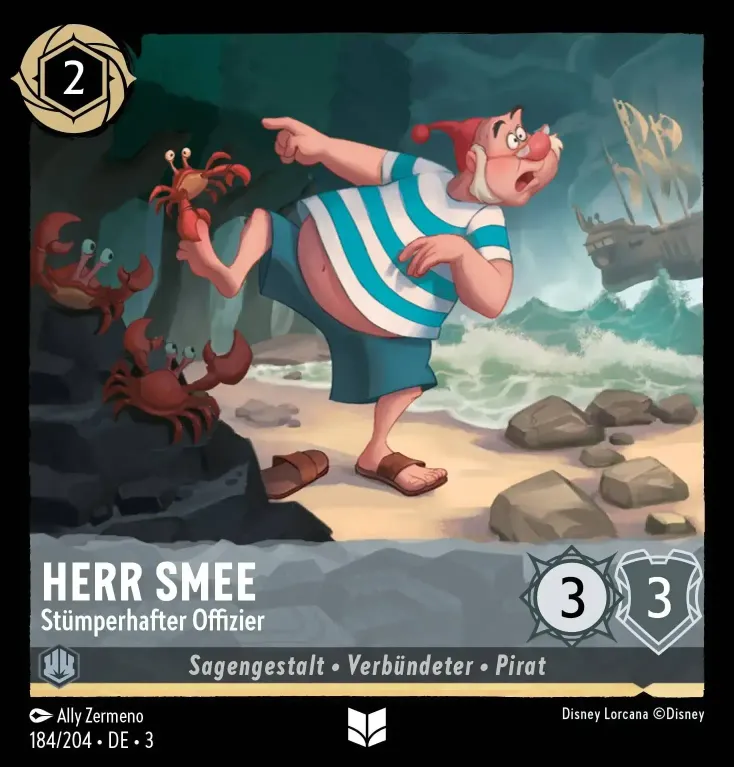 2
HERR SMEE
Stümperhafter Offizier
3
3
Sagengestalt • Verbündeter • Pirat
Ally Zermeno
Disney Lorcana ©Disney
184/204 • DE • 3